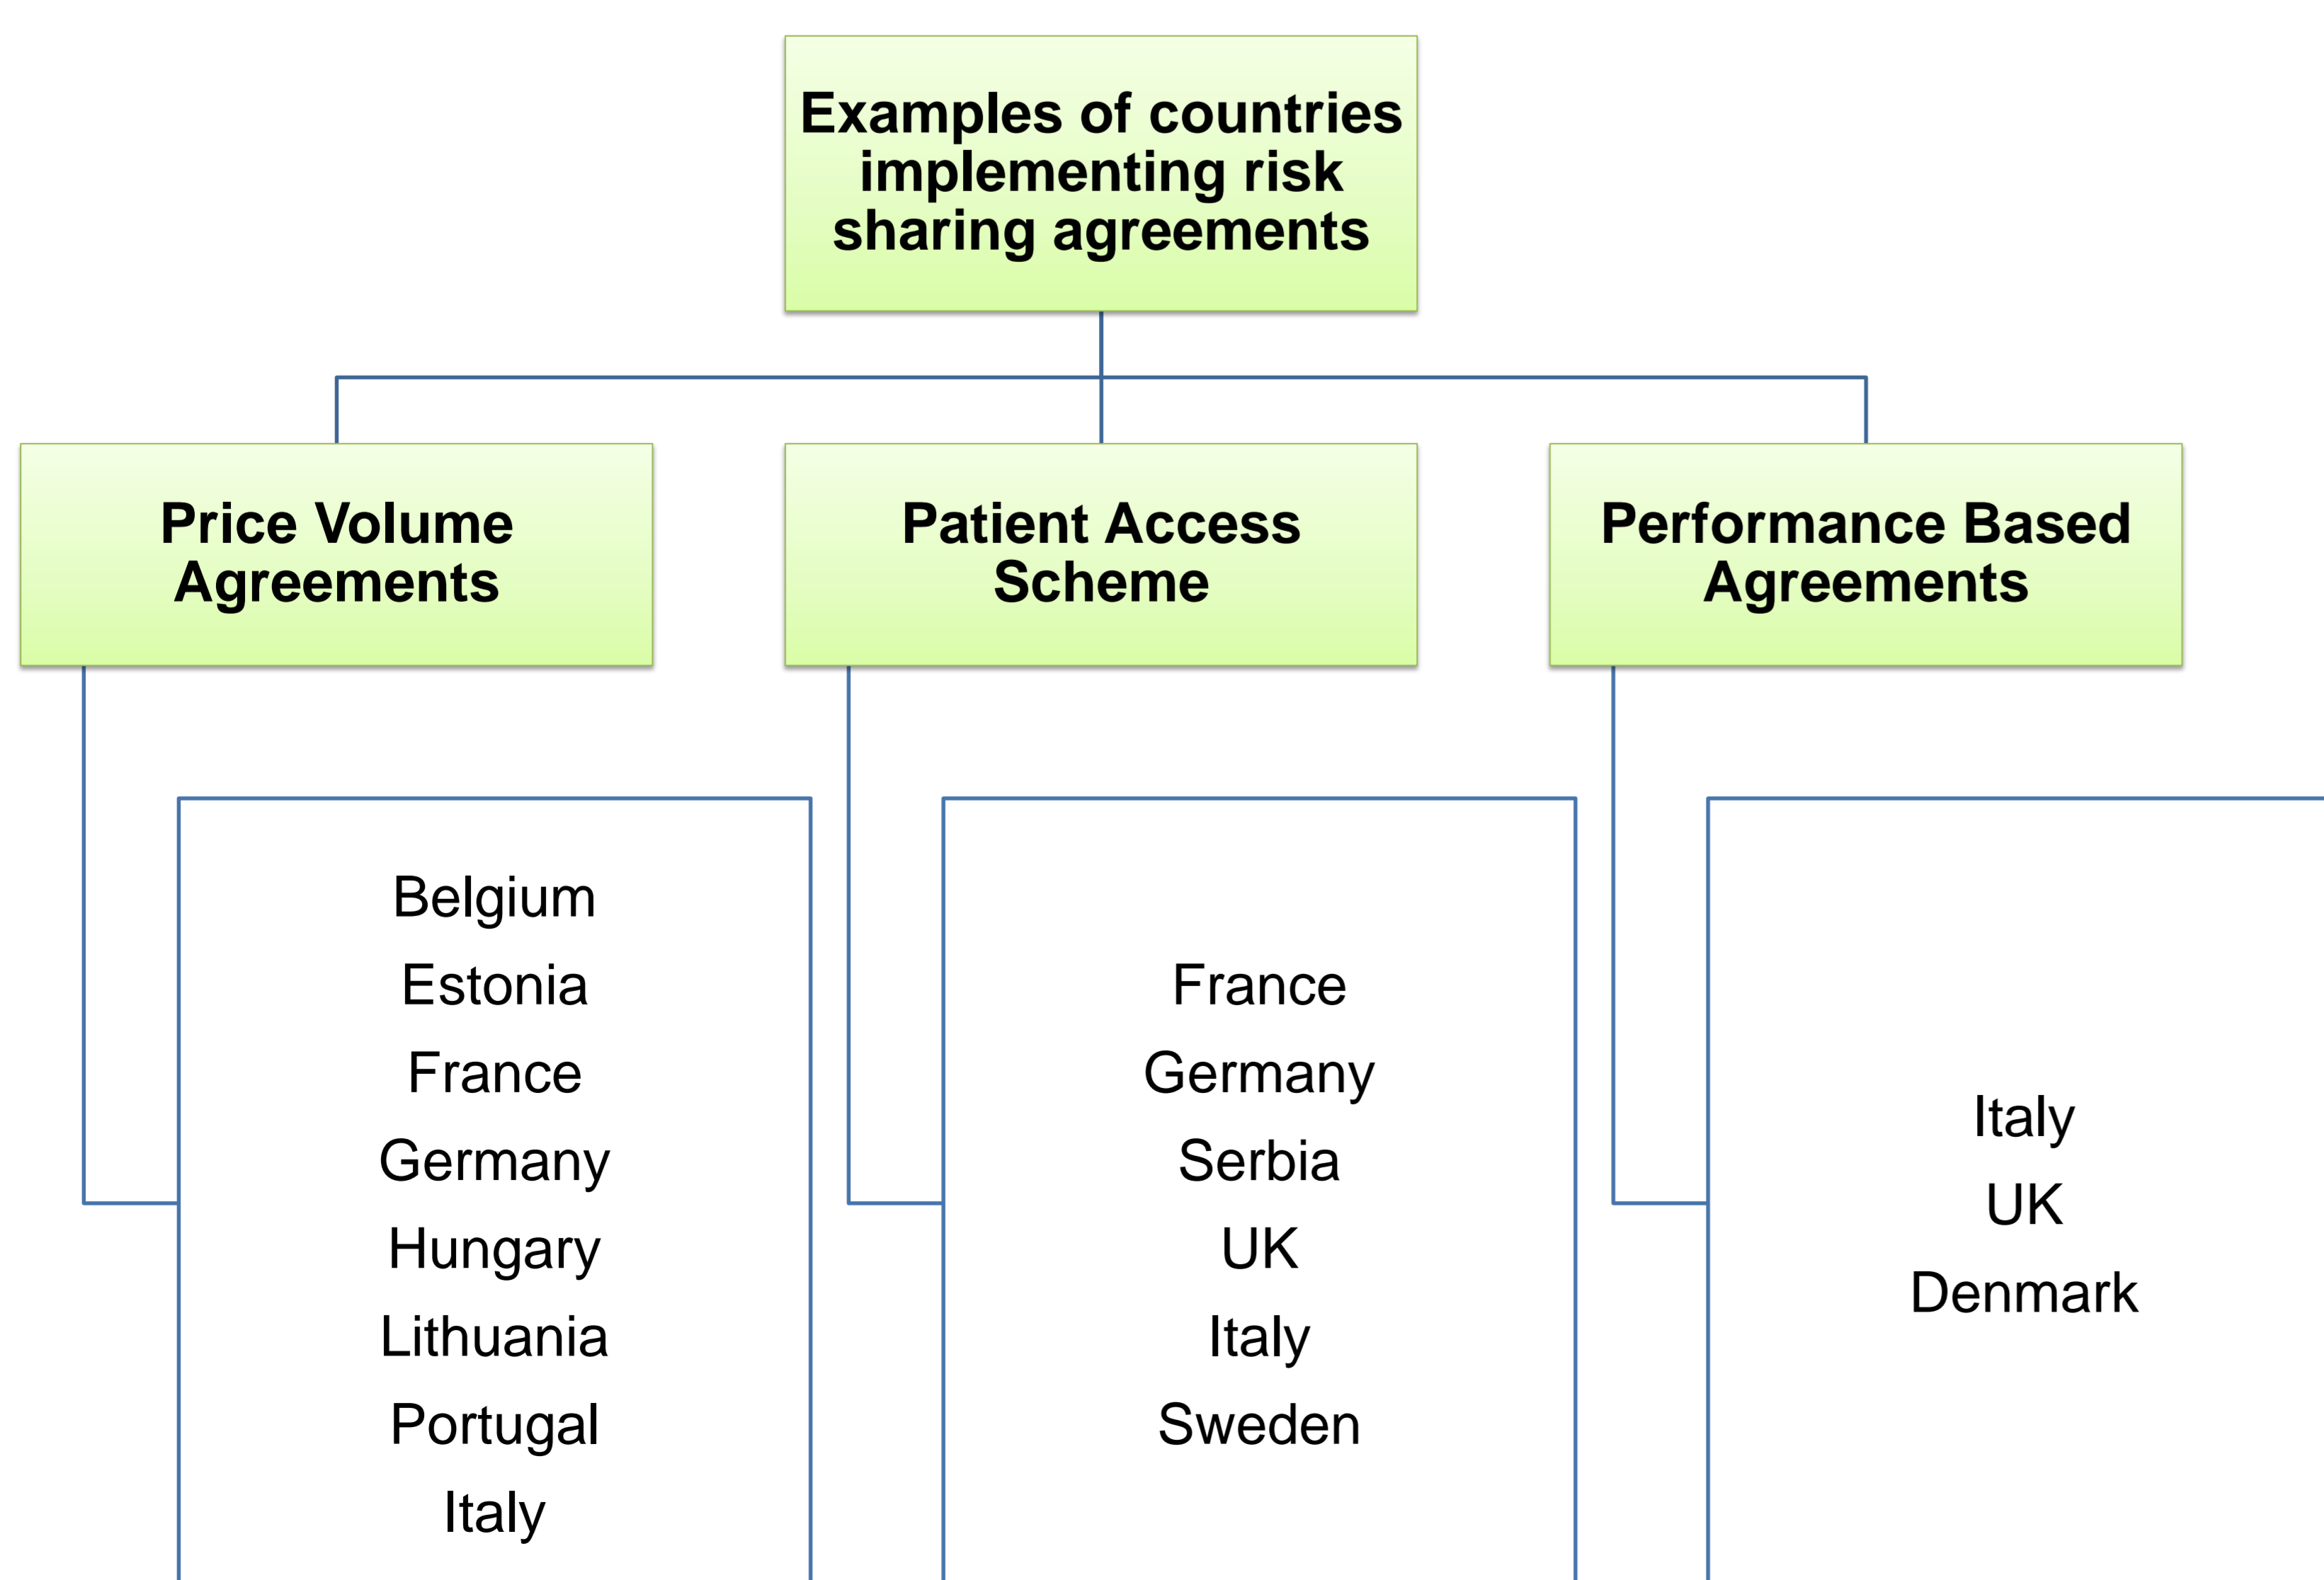 Examples of countries
implementing risk
sharing agreements
Price Volume
Agreements
Patient Access
Scheme
Performance Based
Agreements
Belgium
Estonia
France
Germany
Hungary
Lithuania
Portugal
Italy
France
Germany
Serbia
UK
Italy
Sweden
Italy
UK
Denmark